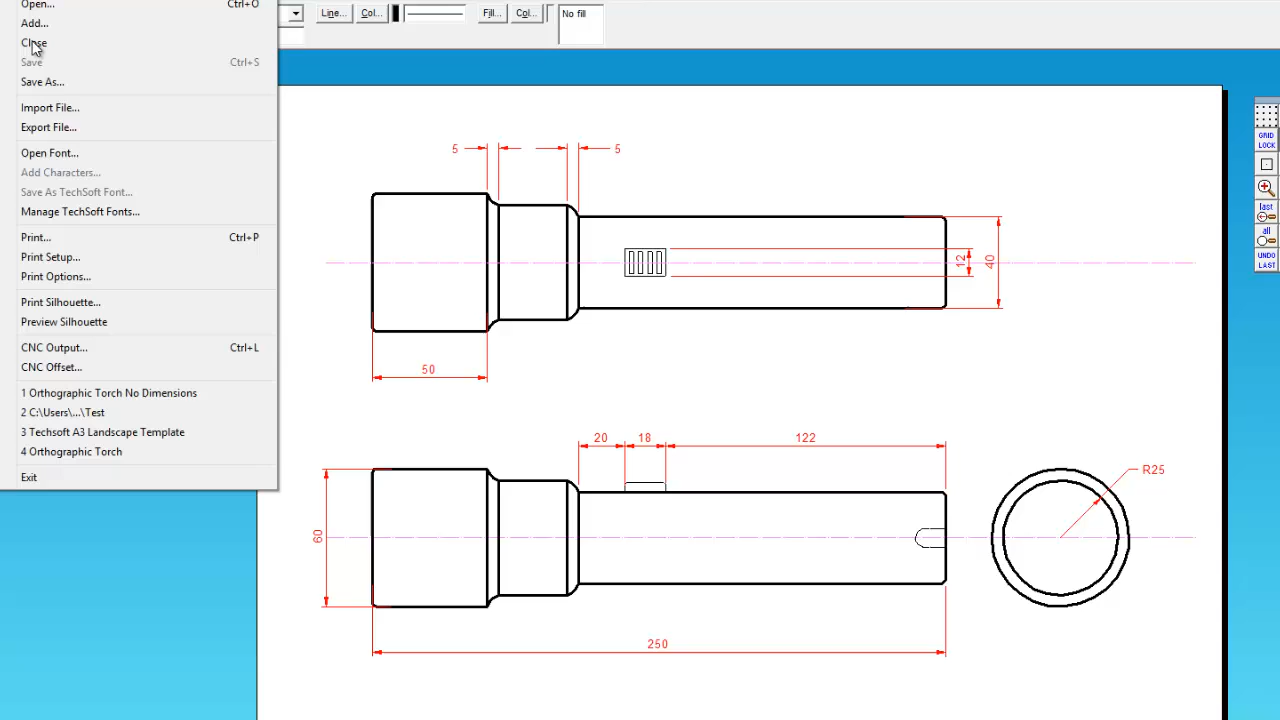 Open... Ctrl+O
Add...
Close
Save Ctrl+S
Save As...
Import File...
Export File...
Open Font...
Add Characters...
Save As TechSoft Font...
Manage TechSoft Fonts...
Print... Ctrl+P
Print Setup...
Print Options...
Print Silhouette...
Preview Silhouette
CNC Output... Ctrl+L
CNC Offset...
1 Orthographic Torch No Dimensions
2 C:\Users\...\Test
3 Techsoft A3 Landscape Template
4 Orthographic Torch
Exit
Line... Col... Fill... Col... No fill
5 5
12 40
50
20 18 122
R25
60
250
GRID
LOCK
last
all
UNDO
LAST